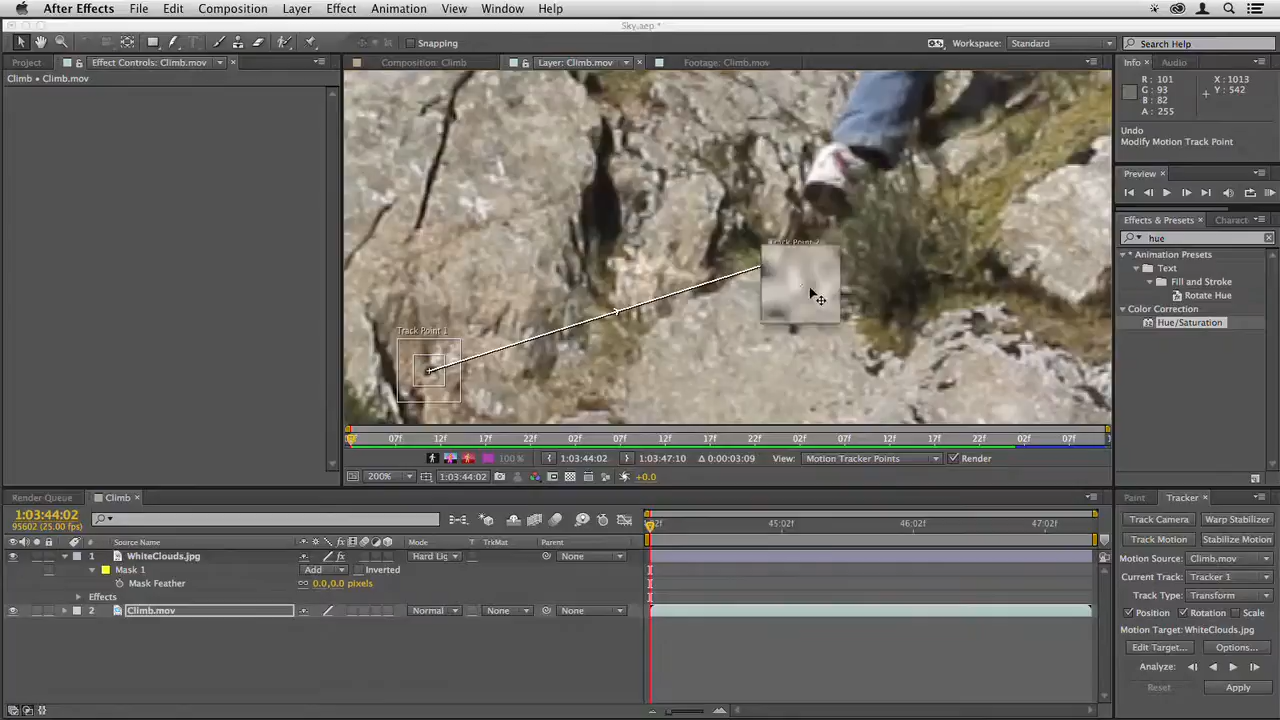 After Effects File Edit Composition Layer Effect Animation View Window Help
Sky.aep *
Snapping
Workspace: Standard
Search Help
Project Effect Controls: Climb.mov
Composition: Climb Layer: Climb.mov Footage: Climb.mov
Info Audio
Climb • Climb.mov
R : 101
G : 93
B : 82
A : 255
X : 1013
Y : 542
Undo
Modify Motion Track Point
Preview
Effects & Presets Charact
hue
* Animation Presets
Text
Fill and Stroke
Rotate Hue
Color Correction
Hue/Saturation
Track Point 2
Track Point 1
07f 12f 17f 22f 02f 07f 12f 17f 22f 02f 07f 12f 17f 22f 02f 07f
100% 1:03:44:02 1:03:47:10 Δ 0:00:03:09 View: Motion Tracker Points Render
200% 1:03:44:02 +0.0
Render Queue Climb
Paint Tracker
1:03:44:02
95602 (25.00 fps)
:02f 45:02f 46:02f 47:02f
# Source Name Mode T TrkMat Parent
1 WhiteClouds.jpg Hard Lig None
Mask 1 Add Inverted
Mask Feather 0.0,0.0 pixels
Effects
2 Climb.mov Normal None None
Track Camera Warp Stabilizer
Track Motion Stabilize Motion
Motion Source: Climb.mov
Current Track: Tracker 1
Track Type: Transform
Position Rotation Scale
Motion Target: WhiteClouds.jpg
Edit Target... Options...
Analyze:
Reset Apply